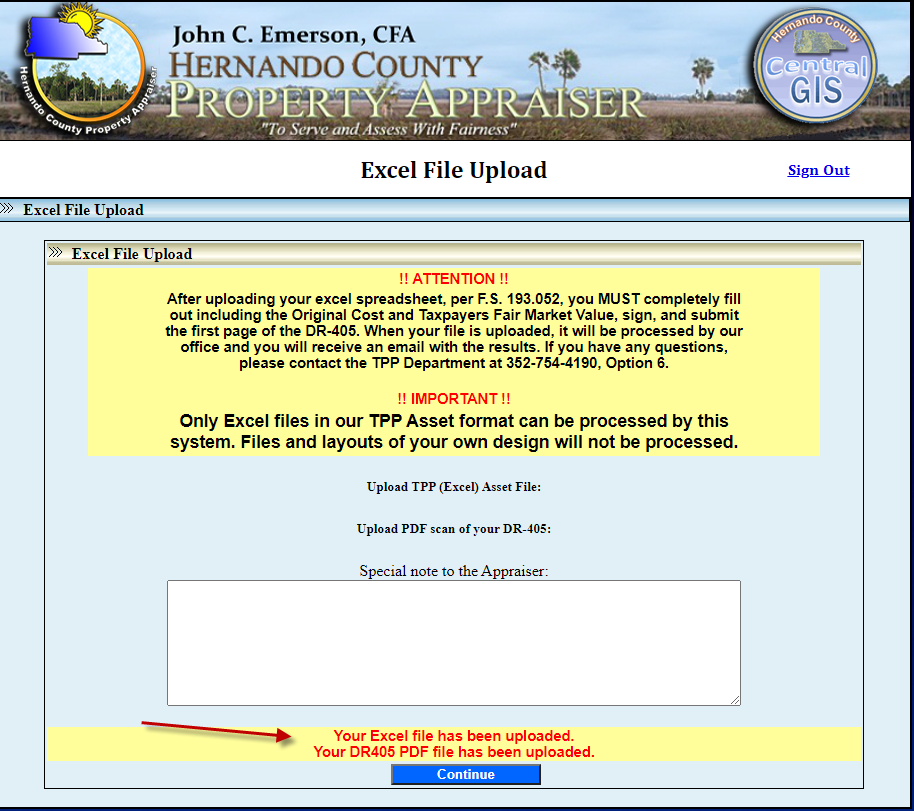 John C. Emerson, CFA
HERNANDO COUNTY
PROPERTY APPRAISER
"To Serve and Assess With Fairness"
Hernando County Property Appraiser
Hernando County
Central
GIS
Excel File Upload
Sign Out
Excel File Upload
Excel File Upload
!! ATTENTION !!
After uploading your excel spreadsheet, per F.S. 193.052, you MUST completely fill
out including the Original Cost and Taxpayers Fair Market Value, sign, and submit
the first page of the DR-405. When your file is uploaded, it will be processed by our
office and you will receive an email with the results. If you have any questions,
please contact the TPP Department at 352-754-4190, Option 6.
!! IMPORTANT !!
Only Excel files in our TPP Asset format can be processed by this
system. Files and layouts of your own design will not be processed.
Upload TPP (Excel) Asset File:
Upload PDF scan of your DR-405:
Special note to the Appraiser:
Your Excel file has been uploaded.
Your DR405 PDF file has been uploaded.
Continue